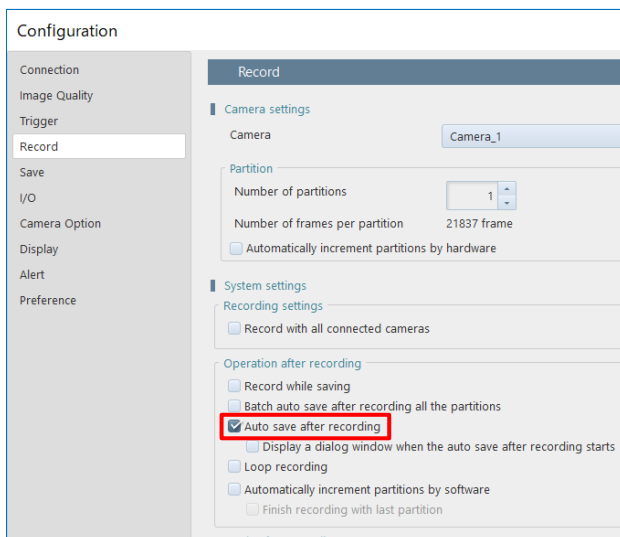 Configuration
Connection
Image Quality
Trigger
Record
Save
I/O
Camera Option
Display
Alert
Preference
Record
Camera settings
Camera
Camera_1
Partition
Number of partitions
1
Number of frames per partition
21837 frame
Automatically increment partitions by hardware
System settings
Recording settings
Record with all connected cameras
Operation after recording
Record while saving
Batch auto save after recording all the partitions
Auto save after recording
Display a dialog window when the auto save after recording starts
Loop recording
Automatically increment partitions by software
Finish recording with last partition